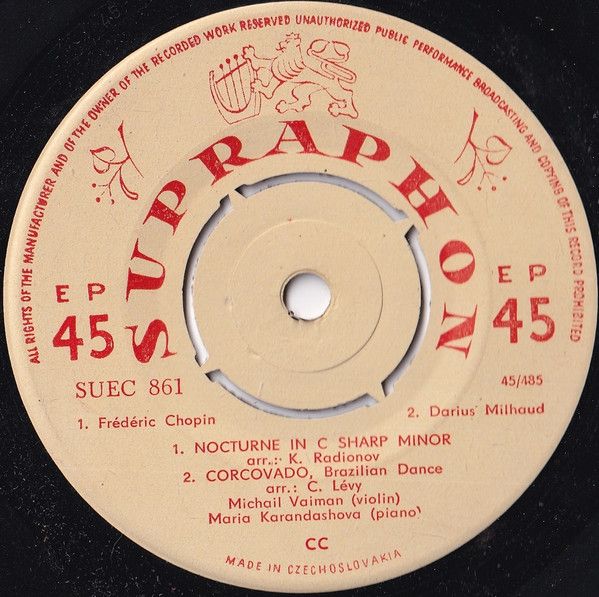 ALL RIGHTS OF THE MANUFACTURER AND OF THE OWNER OF THE RECORDED WORK RESERVED UNAUTHORIZED PUBLIC PERFORMANCE BROADCASTING AND COPYING OF THIS RECORD PROHIBITED
SUPRAPHON
EP EP
45 45
SUEC 861 45/485
1. Frédéric Chopin 2. Darius Milhaud
1. NOCTURNE IN C SHARP MINOR
arr.: K. Radionov
2. CORCOVADO, Brazilian Dance
arr.: C. Lévy
Michail Vaiman (violin)
Maria Karandashova (piano)
CC
MADE IN CZECHOSLOVAKIA